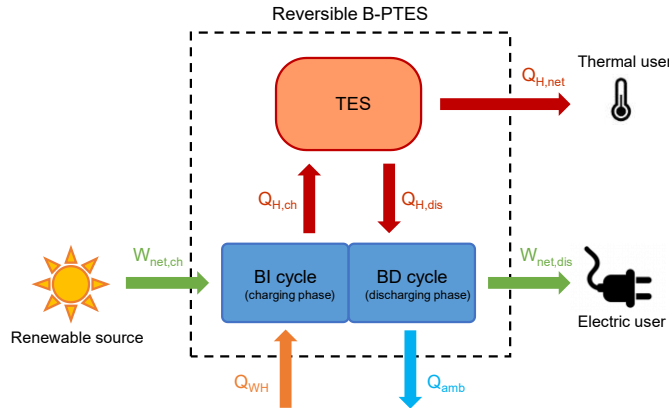 Reversible B-PTES
Thermal user
Q_H,net
TES
Q_H,ch
Q_H,dis
W_net,ch
W_net,dis
BI cycle
(charging phase)
BD cycle
(discharging phase)
Renewable source
Electric user
Q_WH
Q_amb